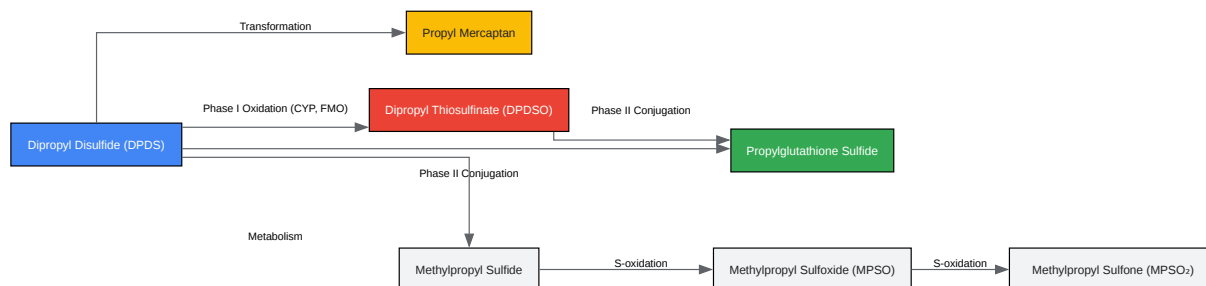 Transformation
Propyl Mercaptan
Phase I Oxidation (CYP, FMO)
Dipropyl Thiosulfinate (DPDSO)
Phase II Conjugation
Dipropyl Disulfide (DPDS)
Propylglutathione Sulfide
Phase II Conjugation
Metabolism
Methylpropyl Sulfide
S-oxidation
Methylpropyl Sulfoxide (MPSO)
S-oxidation
Methylpropyl Sulfone (MPSO₂)